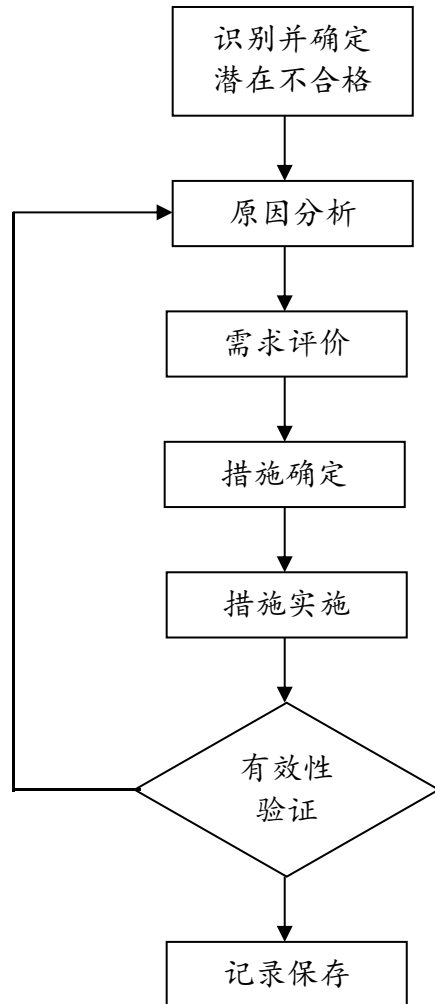 识别并确定
潜在不合格
原因分析
需求评价
措施确定
措施实施
有效性
验证
记录保存